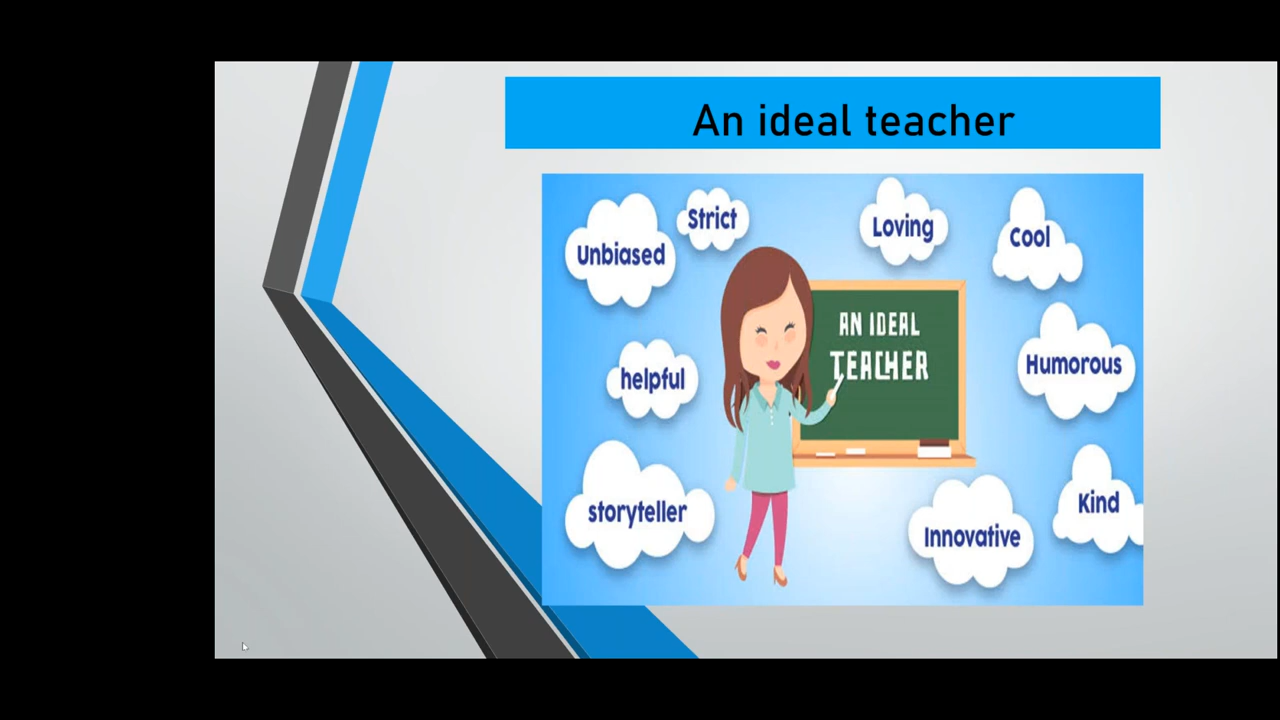 An ideal teacher
Strict
Loving
Cool
Unbiased
AN IDEAL
TEACHER
helpful
Humorous
storyteller
Innovative
Kind